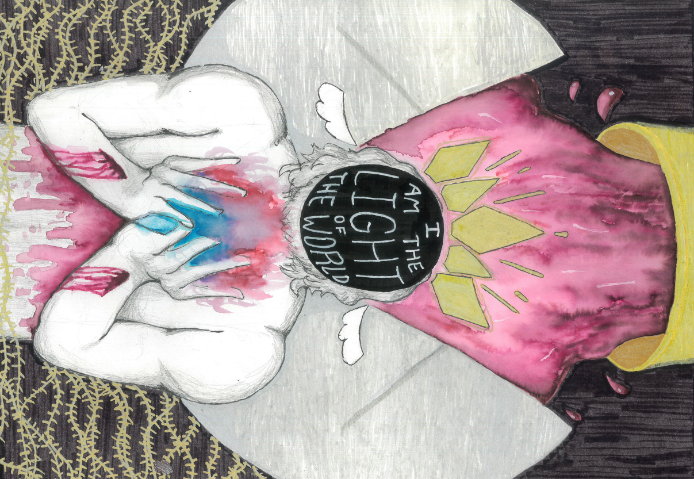 I
AM THE
LIGHT
OF
THE WORLD